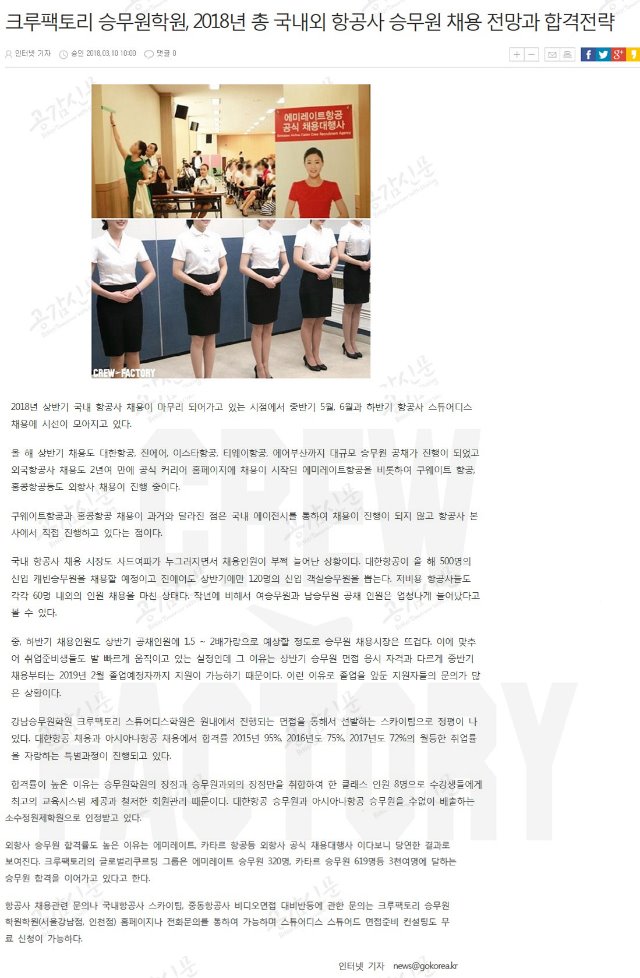 크루팩토리 승무원학원, 2018년 총 국내외 항공사 승무원 채용 전망과 합격전략
인터넷 기자 승인 2018.03.19 10:00 댓글 0
에미레이트항공
공식 채용대행사
Emirates Airline Cabin Crew Recruitment Agency
CREW-FACTORY
2018년 상반기 국내 항공사 채용이 마무리 되어가고 있는 시점에서 중반기 5월, 6월과 하반기 항공사 스튜어디스
채용에 시선이 모아지고 있다.
올 해 상반기 채용도 대한항공, 진에어, 이스타항공, 티웨이항공, 에어부산까지 대규모 승무원 공채가 진행이 되었고
외국항공사 채용도 2년여 만에 공식 커리어 홈페이지에 채용이 시작된 에미레이트항공을 비롯하여 구웨이트 항공,
홍콩항공등도 외항사 채용이 진행 중이다.
구웨이트항공과 홍콩항공 채용이 과거와 달라진 점은 국내 에이전시를 통하여 채용이 진행이 되지 않고 항공사 본
사에서 직접 진행하고 있다는 점이다.
국내 항공사 채용 시장도 사드여파가 누그러지면서 채용인원이 부쩍 늘어난 상황이다. 대한항공이 올 해 500명의
신입 캐빈승무원을 채용할 예정이고 진에어도 상반기에만 120명의 신입 객실승무원을 뽑는다. 저비용 항공사들도
각각 60명 내외의 인원 채용을 마친 상태다. 작년에 비해서 여승무원과 남승무원 공채 인원은 엄청나게 늘어났다고
볼 수 있다.
중, 하반기 채용인원도 상반기 공채인원에 1.5 ~ 2배가량으로 예상할 정도로 승무원 채용시장은 뜨겁다. 이에 맞추
어 취업준비생들도 발 빠르게 움직이고 있는 실정인데 그 이유는 상반기 승무원 면접 응시 자격과 다르게 중반기
채용부터는 2019년 2월 졸업예정자까지 지원이 가능하기 때문이다. 이런 이유로 졸업을 앞둔 지원자들의 문의가 많
은 상황이다.
강남승무원학원 크루팩토리 스튜어디스학원은 원내에서 진행되는 면접을 통해서 선발하는 스카이팀으로 정평이 나
있다. 대한항공 채용과 아시아나항공 채용에서 합격률 2015년 95%, 2016년도 75%, 2017년도 72%의 월등한 취업률
을 자랑하는 특별과정이 진행되고 있다.
합격률이 높은 이유는 승무원학원의 장점과 승무원과외의 장점만을 취합하여 한 클래스 인원 8명으로 수강생들에게
최고의 교육시스템 제공과 철저한 회원관리 때문이다. 대한항공 승무원과 아시아나항공 승무원을 수없이 배출하는
소수정원제학원으로 인정받고 있다.
외항사 승무원 합격률도 높은 이유는 에미레이트, 카타르 항공등 외항사 공식 채용대행사 이다보니 당연한 결과로
보여진다. 크루팩토리의 글로벌리쿠르팅 그룹은 에미레이트 승무원 320명, 카타르 승무원 619명등 3천여명에 달하는
승무원 합격을 이어가고 있다고 한다.
항공사 채용관련 문의나 국내항공사 스카이팀, 중동항공사 비디오면접 대비반등에 관한 문의는 크루팩토리 승무원
학원학원(서울강남점, 인천점) 홈페이지나 전화문의를 통하여 가능하며 스튜어디스 스튜어드 면접준비 컨설팅도 무
료 신청이 가능하다.
인터넷 기자 news@gokorea.kr
CREW
FACTORY
공감신문